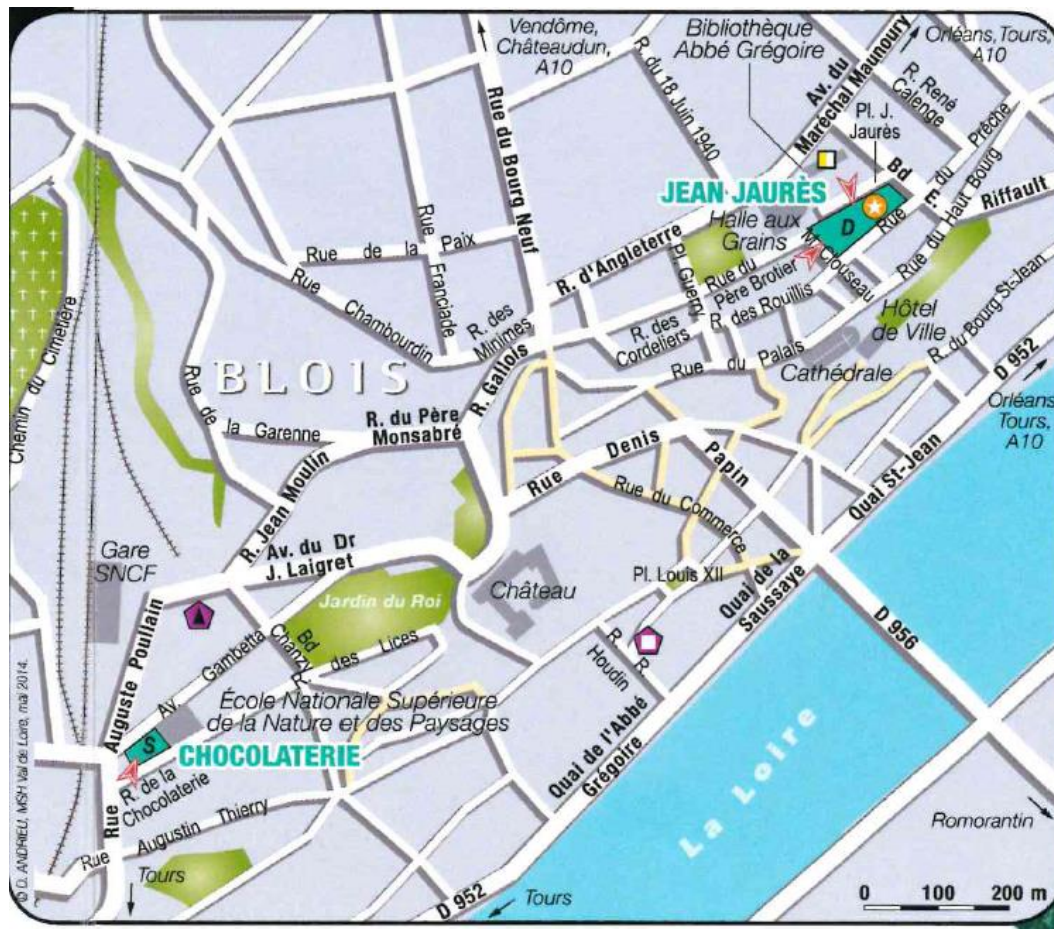 Vendôme,
Châteaudun,
A10
Bibliothèque
Abbé Grégoire
Orléans, Tours,
A10
Rue du Bourg Neuf
R. du 18 Juin 1940
Av. du
Maréchal Maunoury
R. René
Calenge
Pl. J.
Jaurès
Bd
E.
Riffault
R. du Prêche
Rue du Haut Bourg
JEAN JAURÈS
Halle aux
Grains
D
Rue de la Paix
Rue
Franciade
R. d'Angleterre
Pl. Guerry
Rue du
Père Brotier
Rue
M. Clouseau
R. des Rouillis
Hôtel
de Ville
R. du Bourg St-Jean
Rue
Chambourdin
R. des
Minimes
R. des
Cordeliers
Rue du Palais
Cathédrale
D 952
Orléans
Tours,
A10
Chemin du Cimetière
BLOIS
R. Gallois
Rue de
la Garenne
R. du Père
Monsabré
Rue Denis
Papin
Rue du Commerce
Quai St-Jean
R. Jean Moulin
Gare
SNCF
Av. du Dr
J. Laigret
Jardin du Roi
Château
Pl. Louis XII
Quai de la
Saussaye
D 956
Rue
Auguste Poullain
Av. Gambetta
Bd
Chanzy
R. des Lices
R. R.
Houdin
École Nationale Supérieure
de la Nature et des Paysages
S
CHOCOLATERIE
R. de la
Chocolaterie
Quai de l'Abbé
Grégoire
La Loire
Rue Augustin Thierry
Romorantin
Tours
D 952
Tours
0 100 200 m
© D. ANDRIEU, MSH Val de Loire, mai 2014.